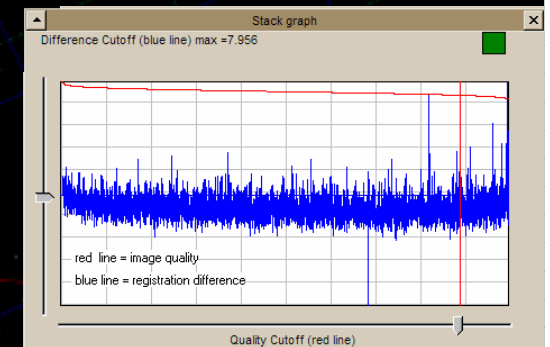 Stack graph
Difference Cutoff (blue line) max =7.956
red line = image quality
blue line = registration difference
Quality Cutoff (red line)